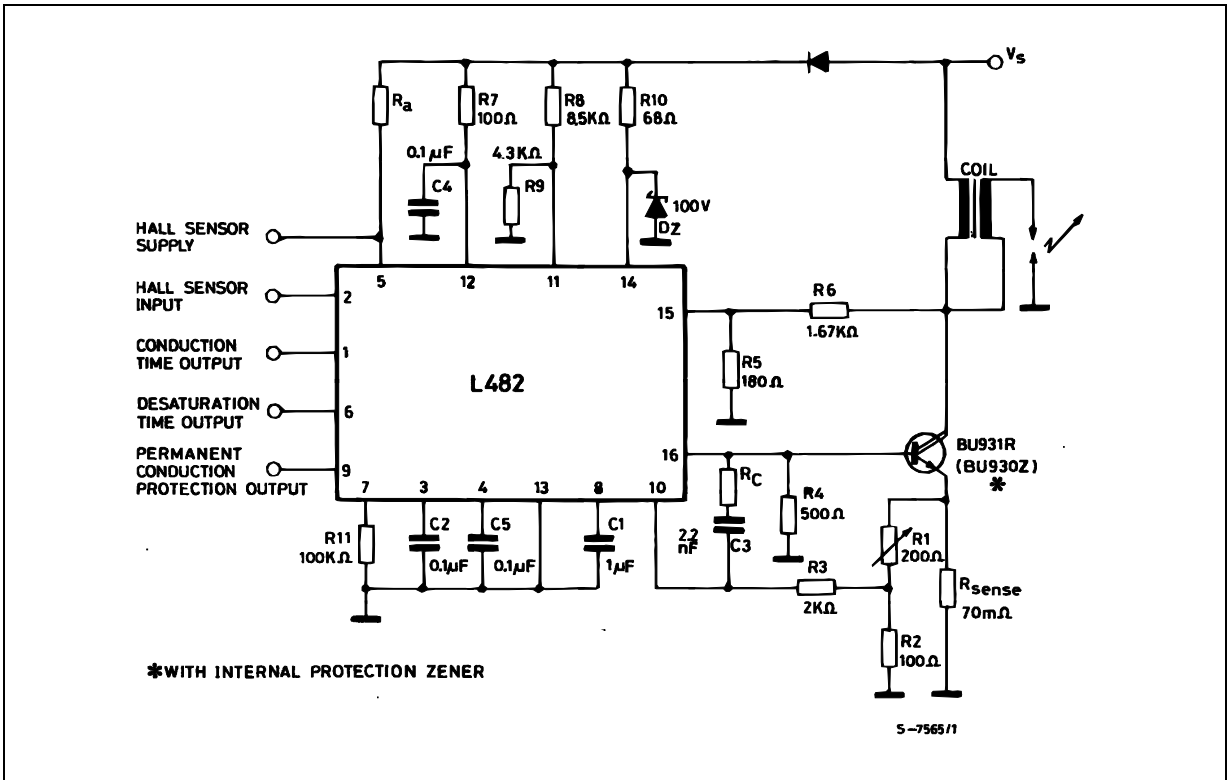 Vs
Ra
R7
100Ω
R8
8.5KΩ
R10
68Ω
0.1µF
C4
4.3KΩ
R9
100V
DZ
COIL
HALL SENSOR
SUPPLY
5
12
11
14
HALL SENSOR
INPUT
2
15
R6
1.67KΩ
CONDUCTION
TIME OUTPUT
1
R5
180Ω
L482
DESATURATION
TIME OUTPUT
6
PERMANENT
CONDUCTION
PROTECTION OUTPUT
9
16
BU931R
(BU930Z)
*
7
3
4
13
8
10
RC
R4
500Ω
R11
100KΩ
C2
0.1µF
C5
0.1µF
C1
1µF
2.2
nF
C3
R3
2KΩ
R1
200Ω
Rsense
70mΩ
R2
100Ω
*WITH INTERNAL PROTECTION ZENER
S-7565/1